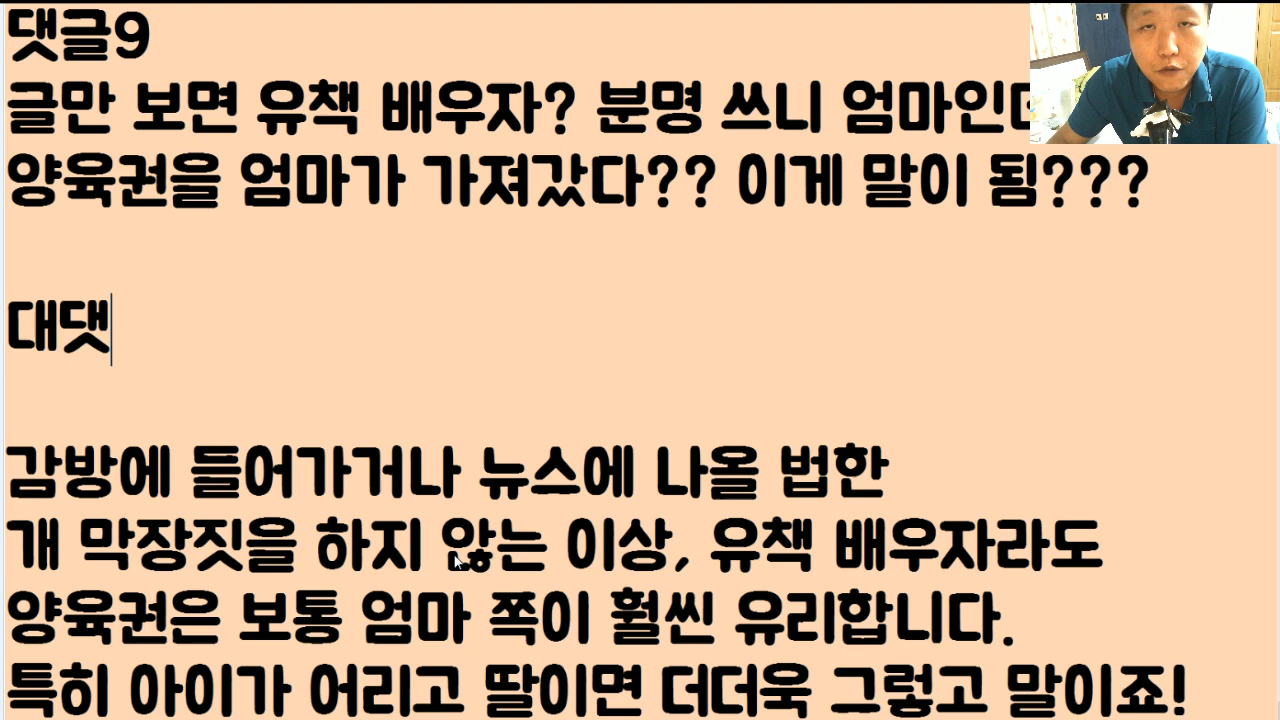 댓글9
글만 보면 유책 배우자? 분명 쓰니 엄마인데
양육권을 엄마가 가져갔다?? 이게 말이 됨???
대댓
감방에 들어가거나 뉴스에 나올 법한
개 막장짓을 하지 않는 이상, 유책 배우자라도
양육권은 보통 엄마 쪽이 훨씬 유리합니다.
특히 아이가 어리고 딸이면 더더욱 그렇고 말이죠!